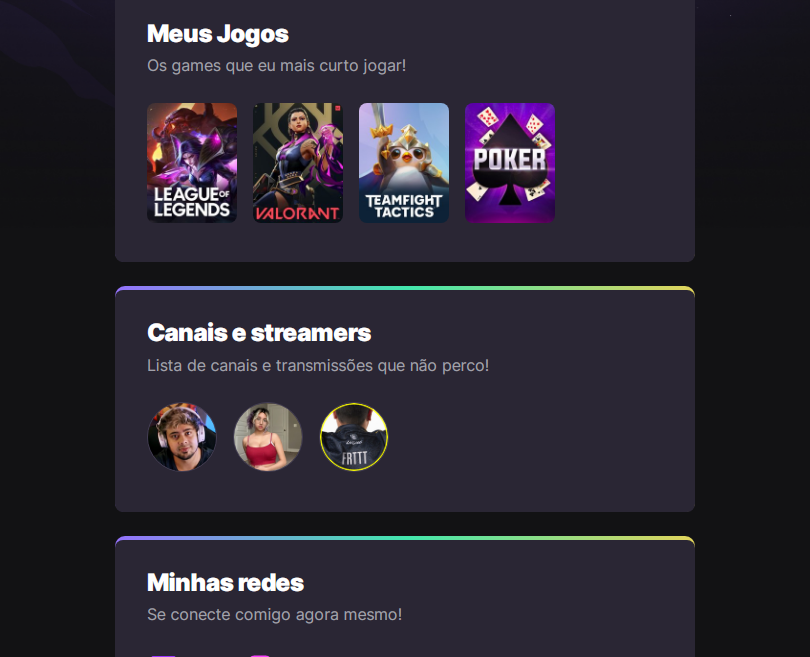 Meus Jogos
Os games que eu mais curto jogar!
LEAGUE OF
LEGENDS
VALORANT
TEAMFIGHT
TACTICS
POKER
Canais e streamers
Lista de canais e transmissões que não perco!
FRTTT
Minhas redes
Se conecte comigo agora mesmo!